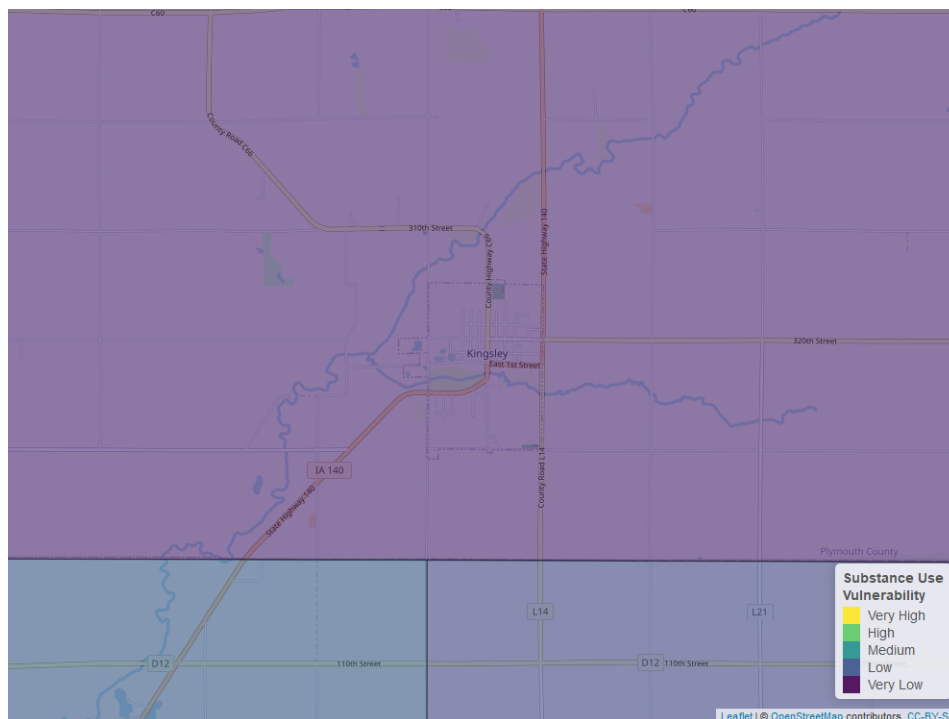 C60
C60
County Road C66
310th Street
County Highway C66
State Highway 140
320th Street
Kingsley
East 1st Street
IA 140
State Highway 140
County Road L14
Plymouth County
Substance Use
Vulnerability
Very High
High
Medium
Low
Very Low
L14
L21
D12
110th Street
D12
110th Street
Leaflet | © OpenStreetMap contributors, CC-BY-S